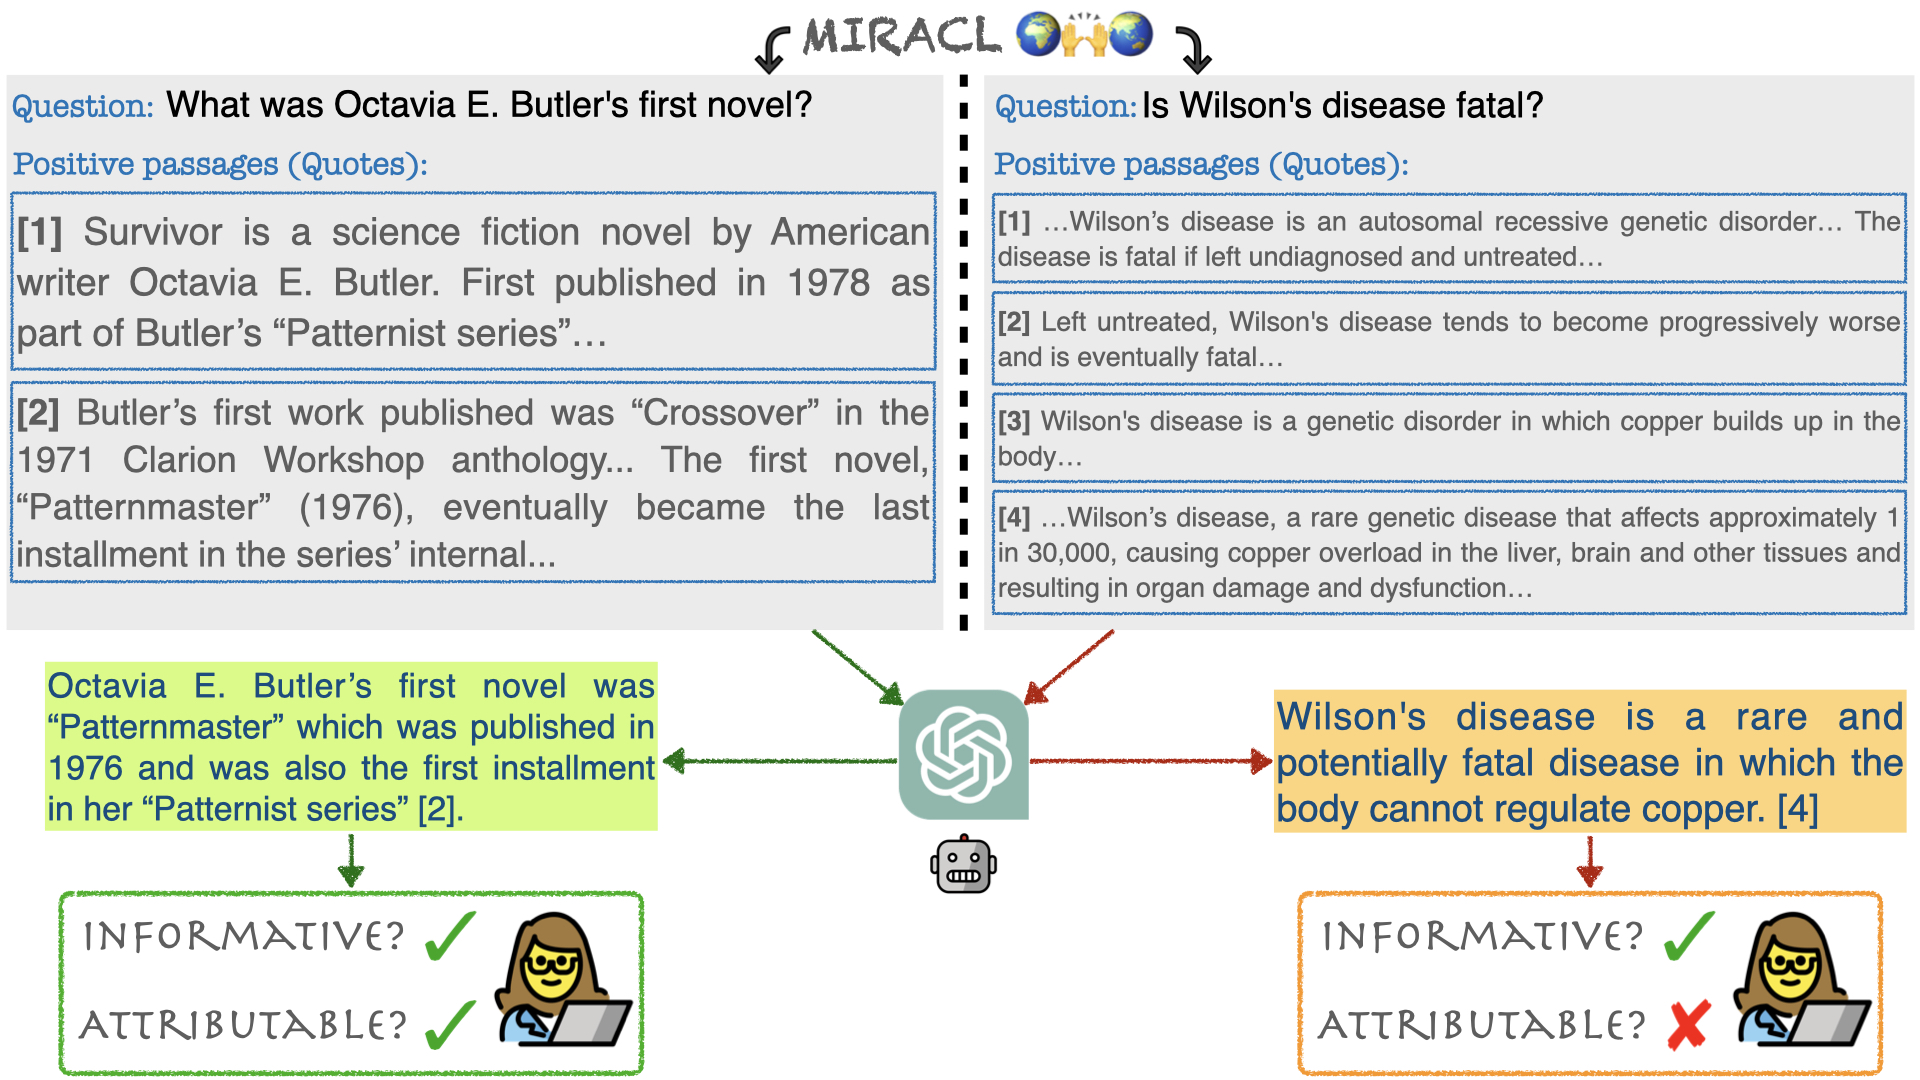 MIRACL
Question: What was Octavia E. Butler's first novel?
Positive passages (Quotes):
[1] Survivor is a science fiction novel by American
writer Octavia E. Butler. First published in 1978 as
part of Butler’s “Patternist series”…
[2] Butler’s first work published was “Crossover” in the
1971 Clarion Workshop anthology... The first novel,
“Patternmaster” (1976), eventually became the last
installment in the series’ internal...
Question: Is Wilson's disease fatal?
Positive passages (Quotes):
[1] …Wilson’s disease is an autosomal recessive genetic disorder… The
disease is fatal if left undiagnosed and untreated…
[2] Left untreated, Wilson's disease tends to become progressively worse
and is eventually fatal…
[3] Wilson's disease is a genetic disorder in which copper builds up in the
body…
[4] …Wilson’s disease, a rare genetic disease that affects approximately 1
in 30,000, causing copper overload in the liver, brain and other tissues and
resulting in organ damage and dysfunction…
Octavia E. Butler’s first novel was
“Patternmaster” which was published in
1976 and was also the first installment
in her “Patternist series” [2].
Wilson's disease is a rare and
potentially fatal disease in which the
body cannot regulate copper. [4]
INFORMATIVE?
ATTRIBUTABLE?
INFORMATIVE?
ATTRIBUTABLE?